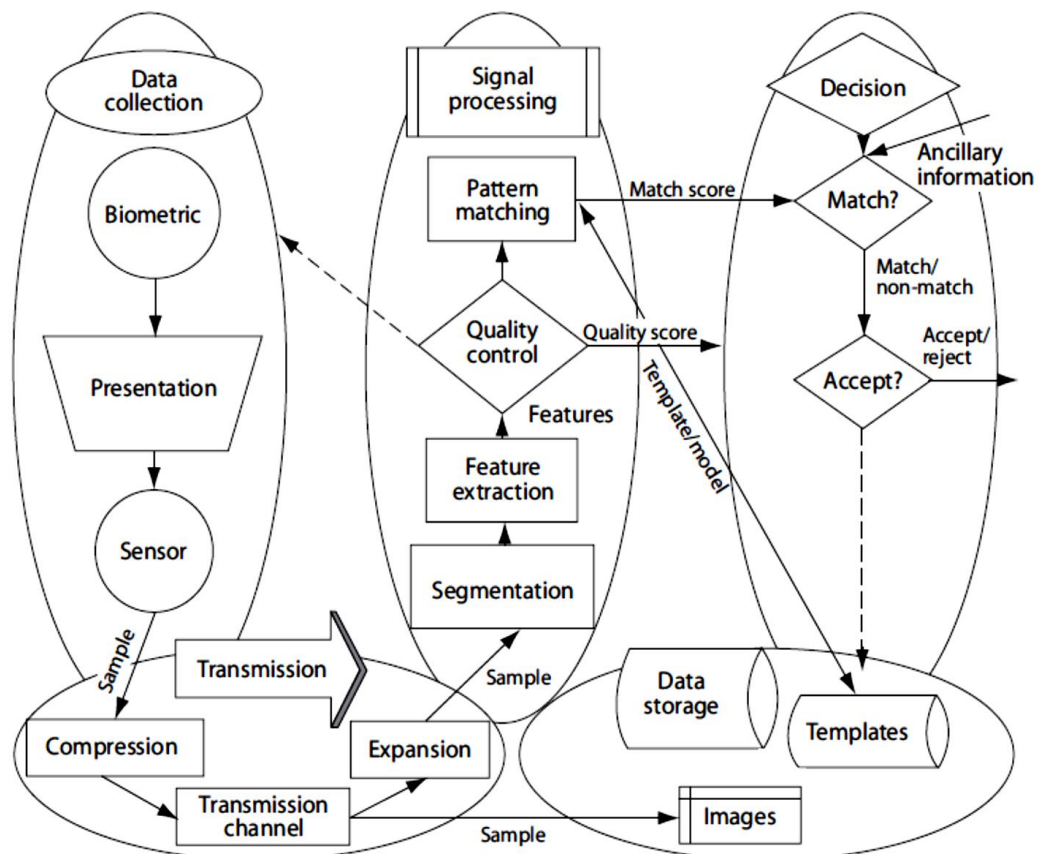 Data
collection
Biometric
Presentation
Sensor
Sample
Transmission
Compression
Transmission
channel
Expansion
Sample
Sample
Signal
processing
Pattern
matching
Quality
control
Features
Feature
extraction
Segmentation
Match score
Quality score
Template/model
Decision
Ancillary
information
Match?
Match/
non-match
Accept/
reject
Accept?
Data
storage
Templates
Images